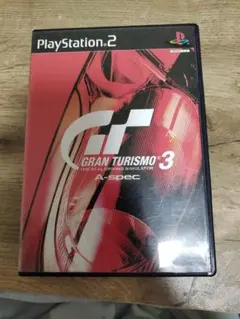 PlayStation 2
GT
GRAN TURISMO 3
THE REAL DRIVING SIMULATOR
A-spec